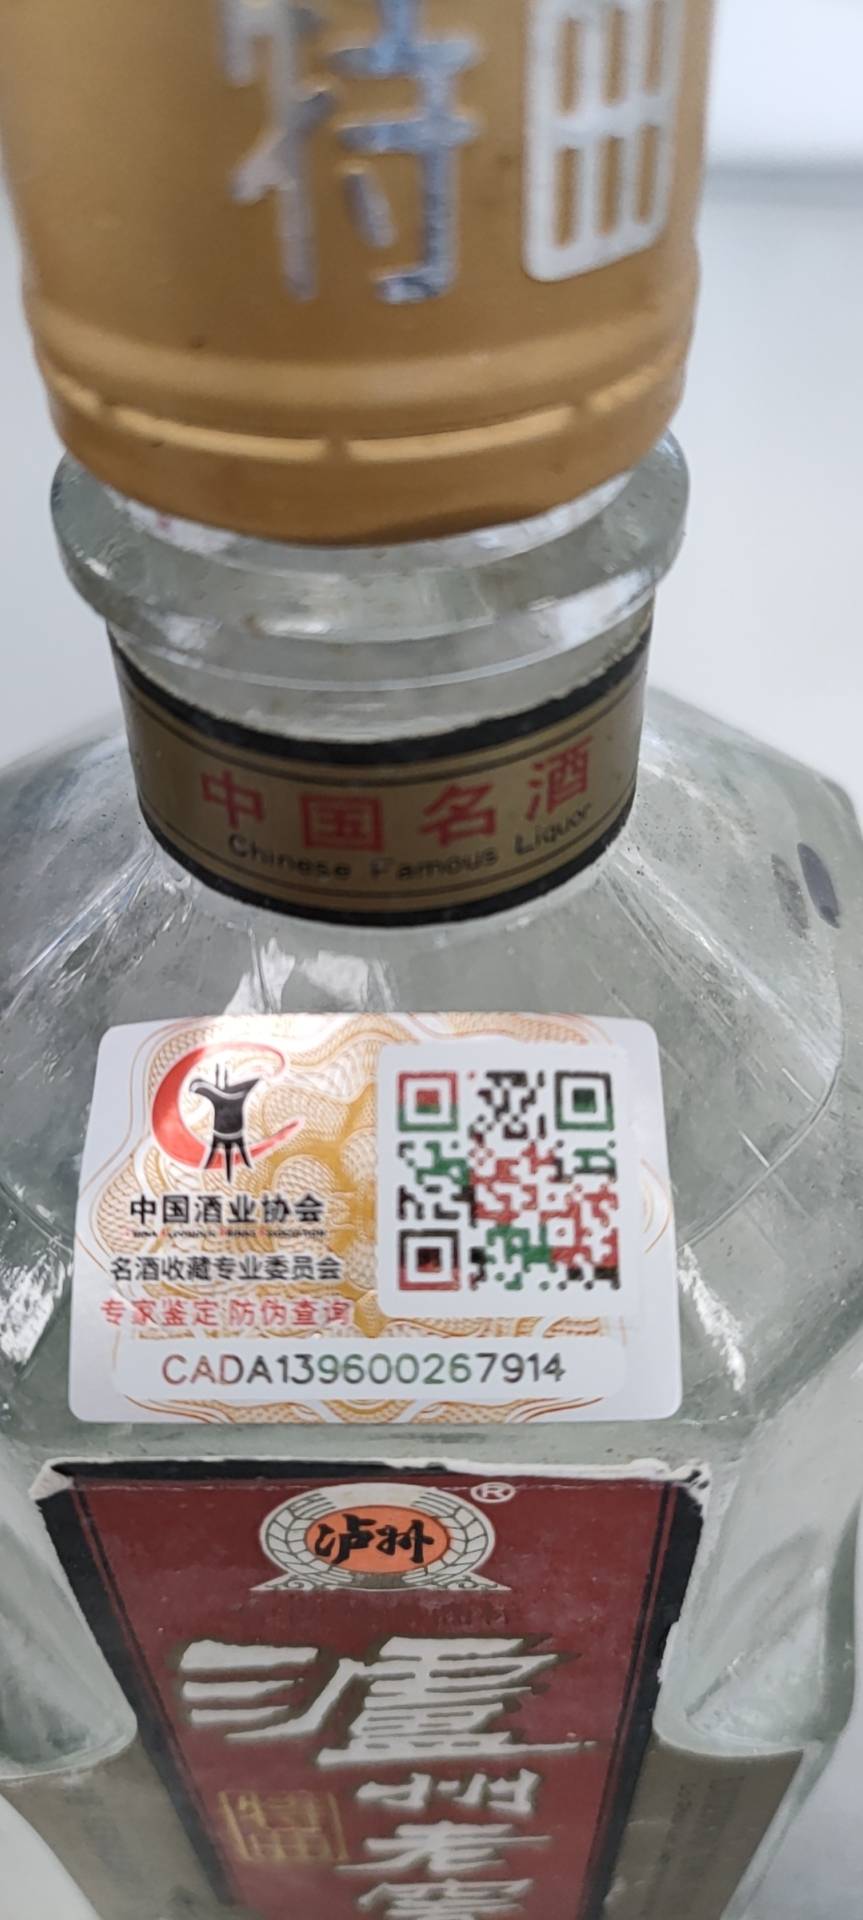 特曲
中国名酒
Chinese Famous Liquor
中国酒业协会
名酒收藏专业委员会
专家鉴定 防伪查询
CADA139600267914
®
泸州
瀘州老窖
特曲